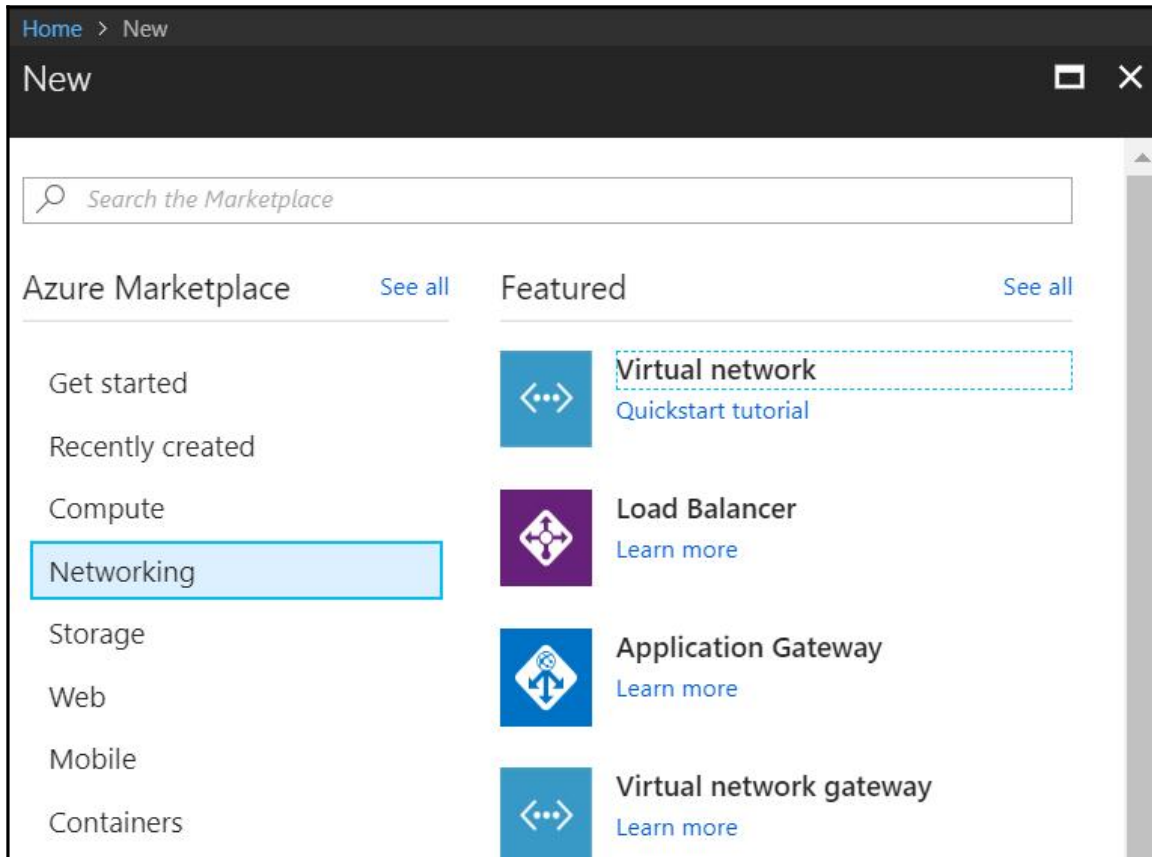 Home > New
New
Search the Marketplace
Azure Marketplace See all
Get started
Recently created
Compute
Networking
Storage
Web
Mobile
Containers
Featured See all
Virtual network
Quickstart tutorial
Load Balancer
Learn more
Application Gateway
Learn more
Virtual network gateway
Learn more